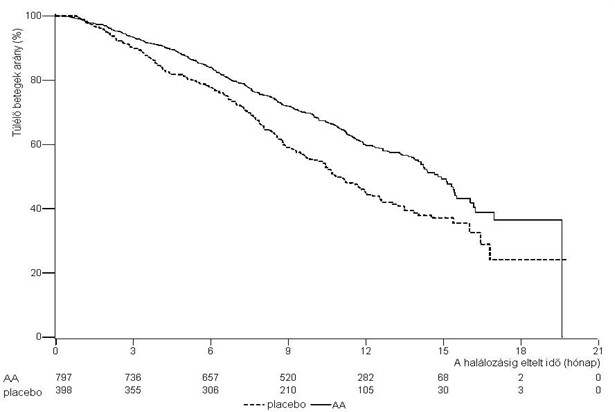 100
80
60
40
20
0
Túlélő betegek arány (%)
0 3 6 9 12 15 18 21
A halálozásig eltelt idő (hónap)
AA 797 736 657 520 282 68 2 0
placebo 398 355 306 210 105 30 3 0
placebo AA